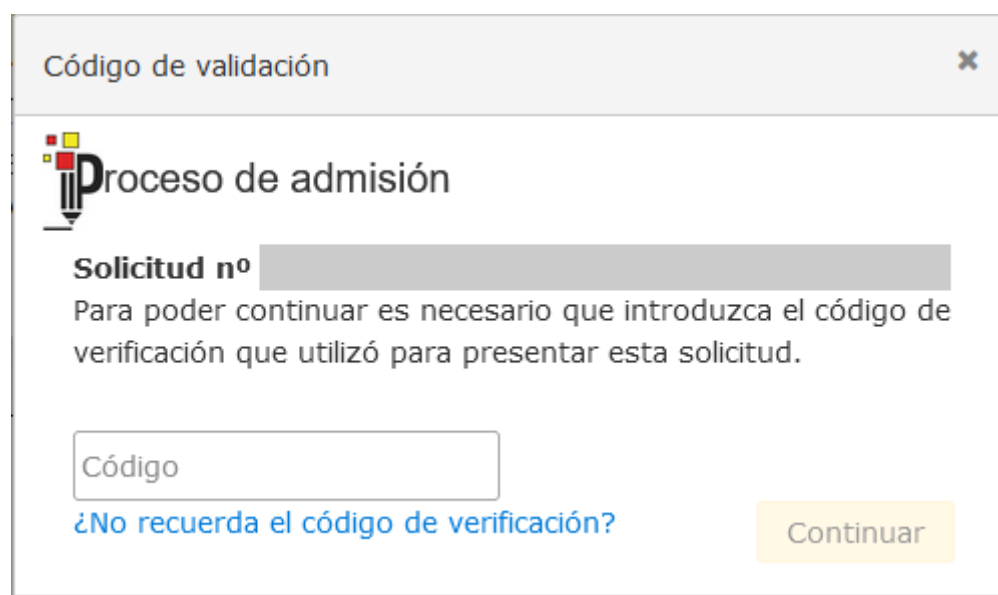 Código de validación
Proceso de admisión
Solicitud nº
Para poder continuar es necesario que introduzca el código de
verificación que utilizó para presentar esta solicitud.
Código
¿No recuerda el código de verificación?
Continuar